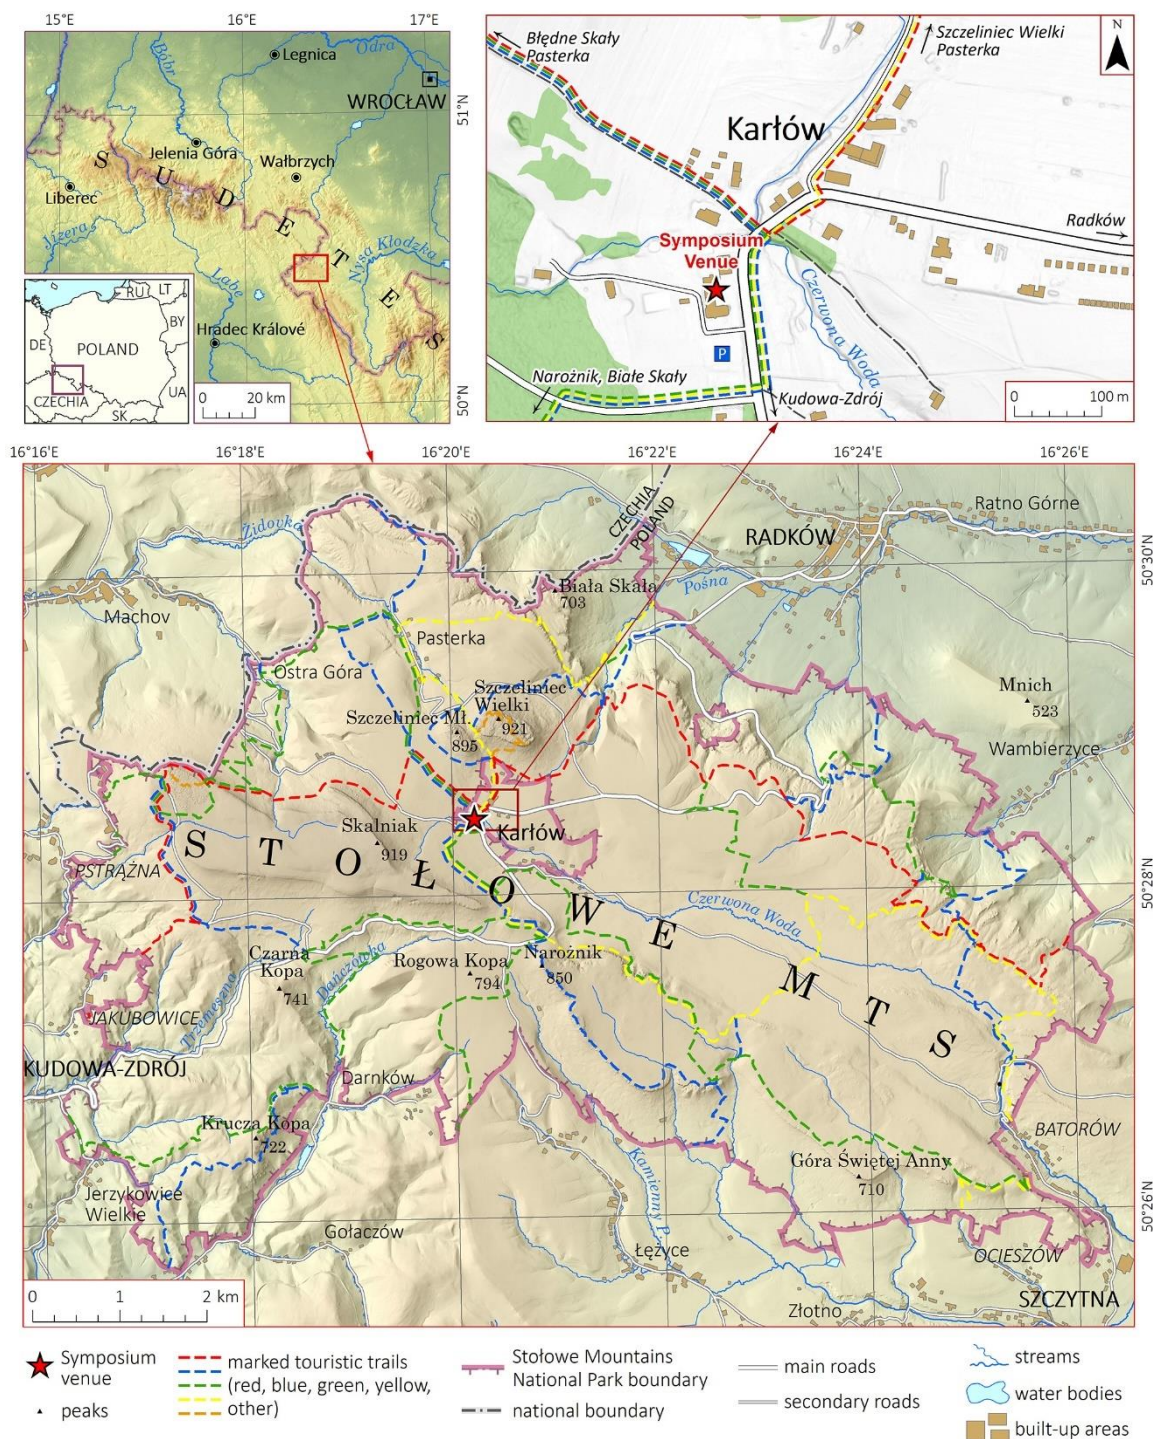 15°E
16°E
17°E
Bobr
Legnica
Odra
WROCŁAW
51°N
Jelenia Góra
Wałbrzych
Liberec
S U D E T E S
Jizera
Nysa Kłodzka
Labe
Hradec Králové
50°N
RU
LT
DE
POLAND
BY
CZECHIA
UA
SK
0 20 km
Błędne Skały
Pasterka
Szczeliniec Wielki
Pasterka
N
Karłów
Radków
Symposium
Venue
Czerwona Woda
P
Narożnik, Białe Skały
Kudowa-Zdrój
0 100 m
16°16'E
16°18'E
16°20'E
16°22'E
16°24'E
16°26'E
CZECHIA
POLAND
Ratno Górne
RADKÓW
Židovka
50°30'N
Pośna
Biała Skała
703
Machov
Pasterka
Ostra Góra
Szczeliniec
Wielki
921
Szczeliniec Mł.
895
Mnich
523
Wambierzyce
Skalniak
919
Karłów
S T O Ł O W E M T S
PSTRĄŻNA
50°28'N
Czerwona Woda
Czarna
Kopa
741
Dańczówka
Rogowa Kopa
794
Narożnik
850
Trzemeszna
JAKUBOWICE
KUDOWA-ZDRÓJ
Darnków
Krucza Kopa
722
BATORÓW
Góra Świętej Anny
710
Kamienny P.
Jerzykowice
Wielkie
50°26'N
Gołaczów
Łężyce
OCIESZÓW
SZCZYTNA
Złotno
0 1 2 km
Symposium
venue
peaks
marked touristic trails
(red, blue, green, yellow,
other)
Stołowe Mountains
National Park boundary
national boundary
main roads
secondary roads
streams
water bodies
built-up areas